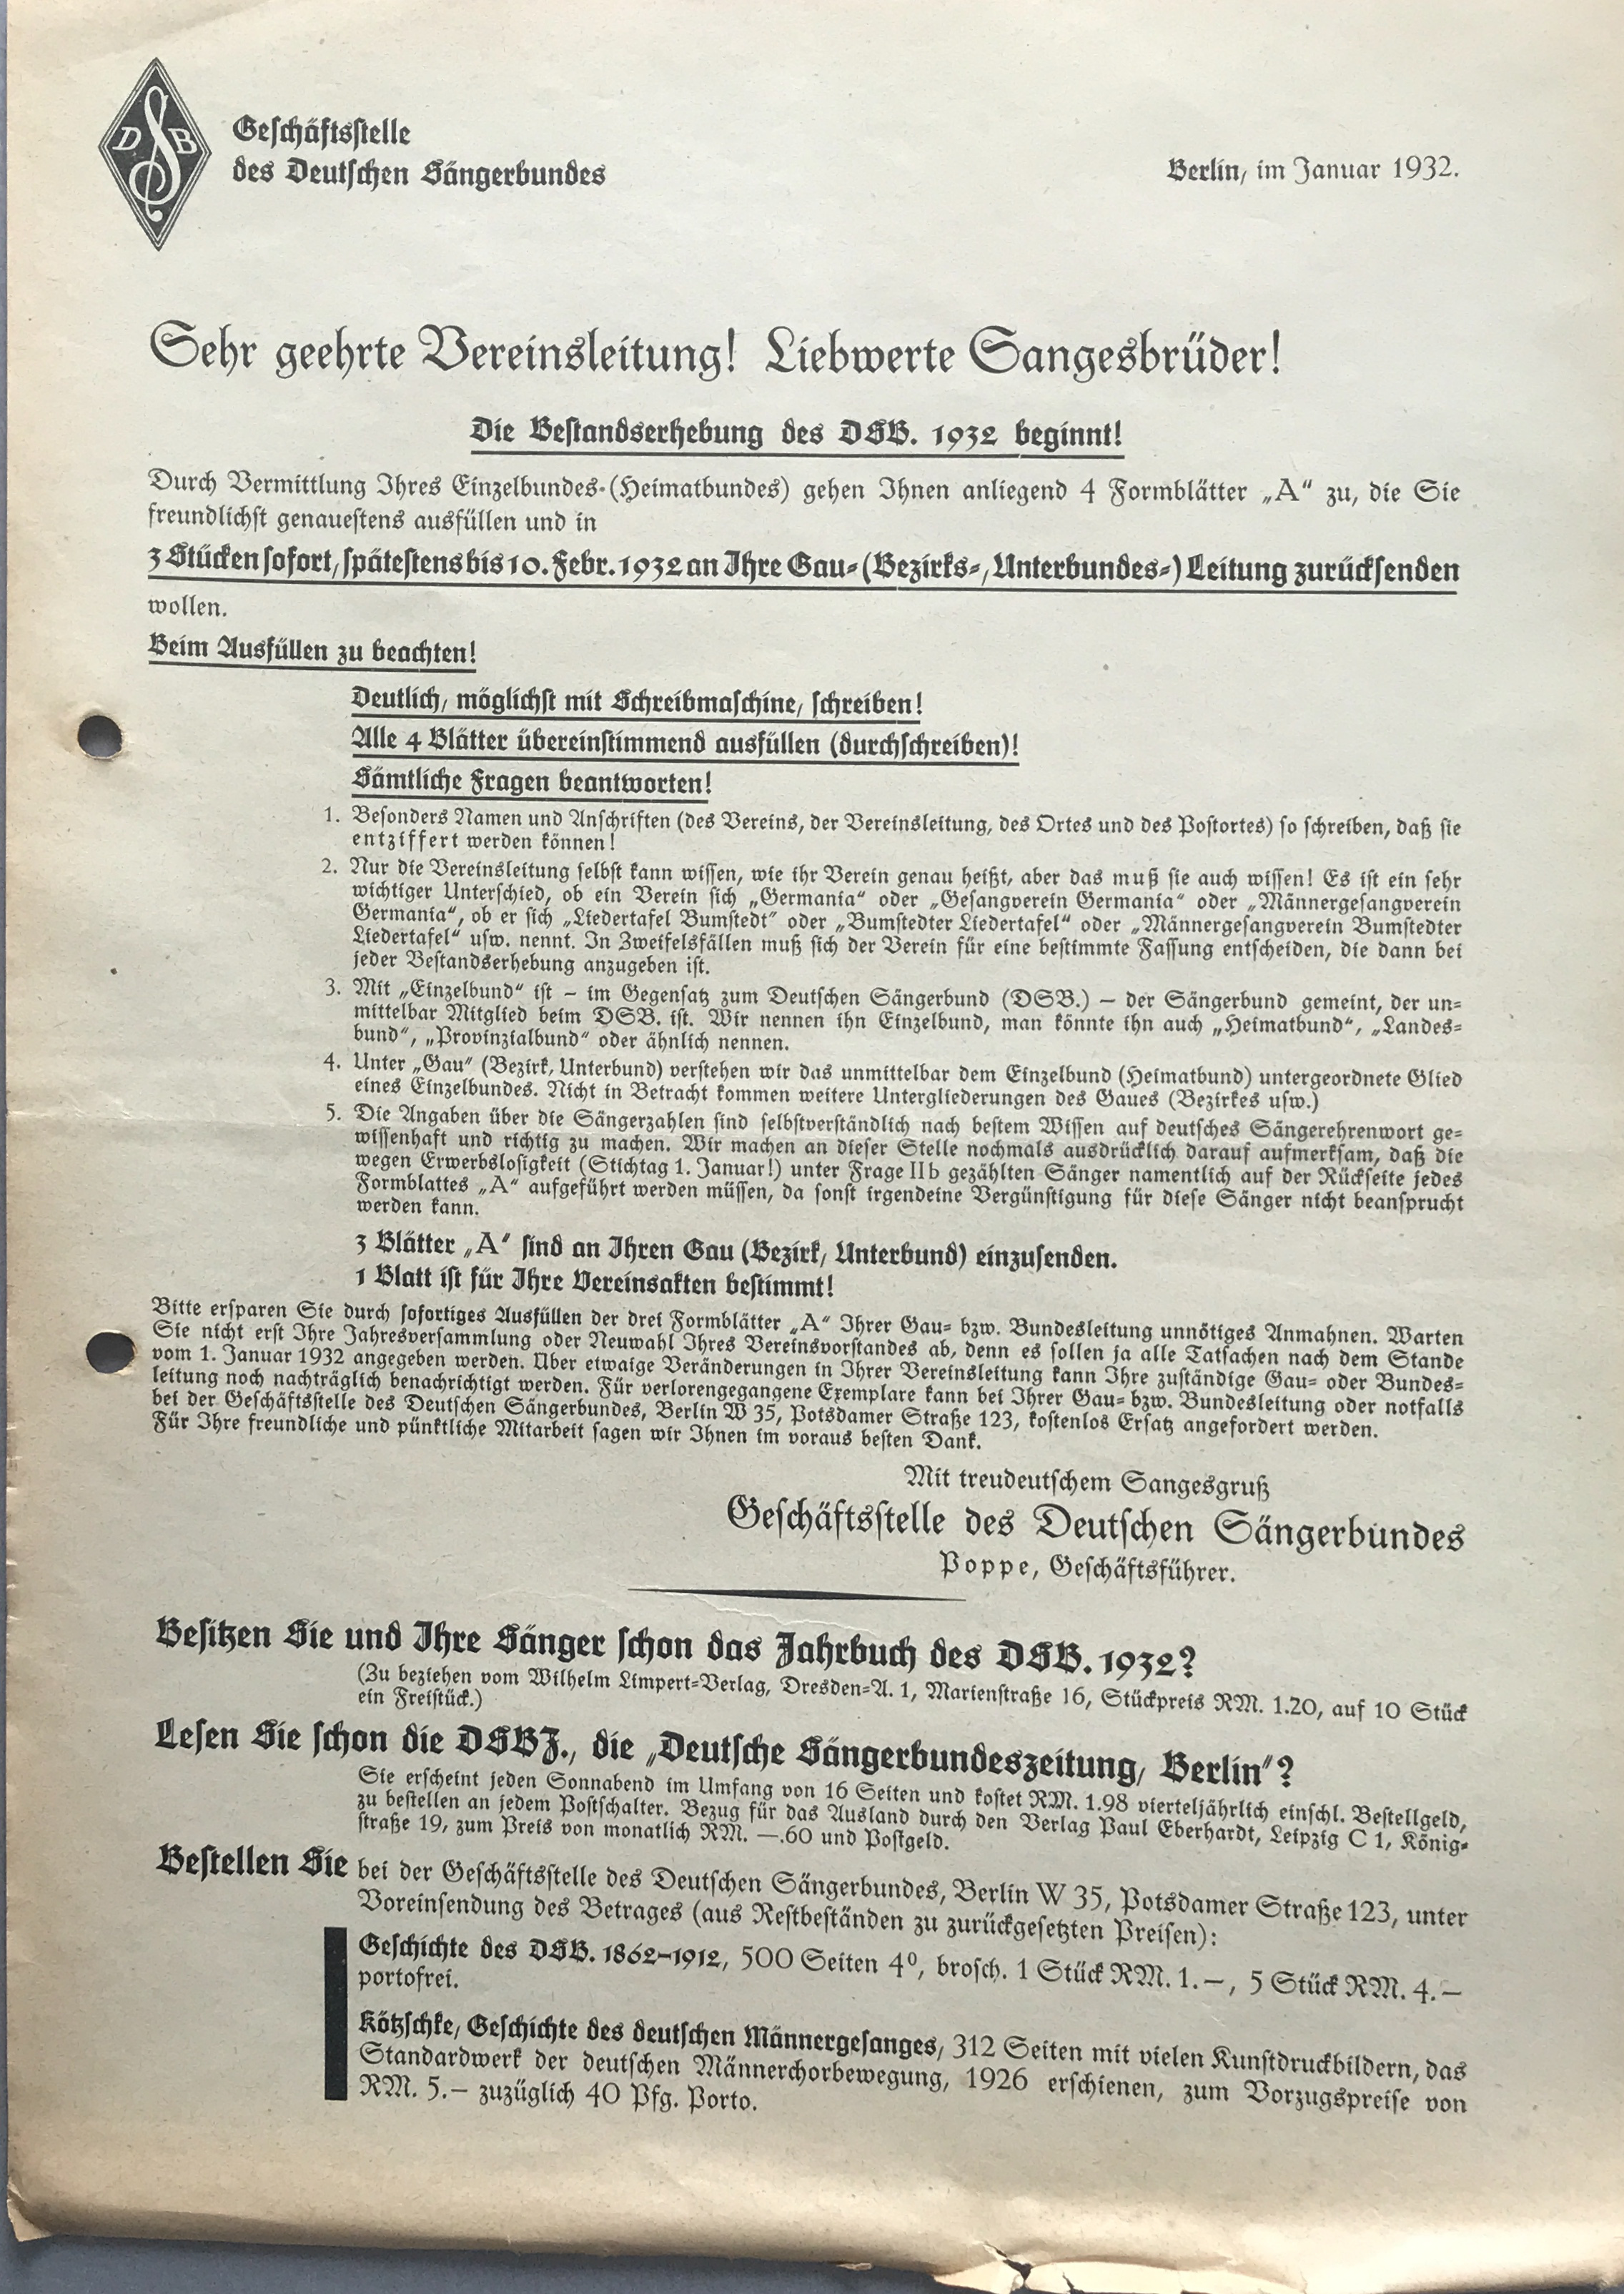 D S B
Geschäftsstelle
des Deutschen Sängerbundes
Berlin, im Januar 1932.
Sehr geehrte Vereinsleitung! Liebwerte Sangesbrüder!
Die Bestandserhebung des DSB. 1932 beginnt!
Durch Vermittlung Ihres Einzelbundes-(Heimatbundes) gehen Ihnen anliegend 4 Formblätter „A“ zu, die Sie
freundlichst genauestens ausfüllen und in
3 Stücken sofort, spätestens bis 10. Febr. 1932 an Ihre Gau-(Bezirks-, Unterbundes-) Leitung zurücksenden
wollen.
Beim Ausfüllen zu beachten!
Deutlich, möglichst mit Schreibmaschine, schreiben!
Alle 4 Blätter übereinstimmend ausfüllen (durchschreiben)!
Sämtliche Fragen beantworten!
1. Besonders Namen und Anschriften (des Vereins, der Vereinsleitung, des Ortes und des Postortes) so schreiben, daß sie
entziffert werden können!
2. Nur die Vereinsleitung selbst kann wissen, wie ihr Verein genau heißt, aber das muß sie auch wissen! Es ist ein sehr
wichtiger Unterschied, ob ein Verein sich „Germania“ oder „Gesangverein Germania“ oder „Männergesangverein
Germania“, ob er sich „Liedertafel Bumstedt“ oder „Bumstedter Liedertafel“ oder „Männergesangverein Bumstedter
Liedertafel“ usw. nennt. In Zweifelsfällen muß sich der Verein für eine bestimmte Fassung entscheiden, die dann bei
jeder Bestandserhebung anzugeben ist.
3. Mit „Einzelbund“ ist – im Gegensatz zum Deutschen Sängerbund (DSB.) – der Sängerbund gemeint, der un-
mittelbar Mitglied beim DSB. ist. Wir nennen ihn Einzelbund, man könnte ihn auch „Heimatbund“, „Landes-
bund“, „Provinzialbund“ oder ähnlich nennen.
4. Unter „Gau“ (Bezirk, Unterbund) verstehen wir das unmittelbar dem Einzelbund (Heimatbund) untergeordnete Glied
eines Einzelbundes. Nicht in Betracht kommen weitere Untergliederungen des Gaues (Bezirkes usw.)
5. Die Angaben über die Sängerzahlen sind selbstverständlich nach bestem Wissen auf deutsches Sängerehrenwort ge-
wissenhaft und richtig zu machen. Wir machen an dieser Stelle nochmals ausdrücklich darauf aufmerksam, daß die
wegen Erwerbslosigkeit (Stichtag 1. Januar!) unter Frage IIb gezählten Sänger namentlich auf der Rückseite jedes
Formblattes „A“ aufgeführt werden müssen, da sonst irgendeine Vergünstigung für diese Sänger nicht beansprucht
werden kann.
3 Blätter „A“ sind an Ihren Gau (Bezirk, Unterbund) einzusenden.
1 Blatt ist für Ihre Vereinsakten bestimmt!
Bitte ersparen Sie durch sofortiges Ausfüllen der drei Formblätter „A“ Ihrer Gau- bzw. Bundesleitung unnötiges Anmahnen. Warten
Sie nicht erst Ihre Jahresversammlung oder Neuwahl Ihres Vereinsvorstandes ab, denn es sollen ja alle Tatsachen nach dem Stande
vom 1. Januar 1932 angegeben werden. Über etwaige Veränderungen in Ihrer Vereinsleitung kann Ihre zuständige Gau- oder Bundes-
leitung noch nachträglich benachrichtigt werden. Für verlorengegangene Exemplare kann bei Ihrer Gau- bzw. Bundesleitung oder notfalls
bei der Geschäftsstelle des Deutschen Sängerbundes, Berlin W 35, Potsdamer Straße 123, kostenlos Ersatz angefordert werden.
Für Ihre freundliche und pünktliche Mitarbeit sagen wir Ihnen im voraus besten Dank.
Mit treudeutschem Sangesgruß
Geschäftsstelle des Deutschen Sängerbundes
Poppe, Geschäftsführer.
Besitzen Sie und Ihre Sänger schon das Jahrbuch des DSB. 1932?
(Zu beziehen vom Wilhelm Limpert-Verlag, Dresden-A. 1, Marienstraße 16, Stückpreis RM. 1.20, auf 10 Stück
ein Freistück.)
Lesen Sie schon die DSBZ., die „Deutsche Sängerbundeszeitung, Berlin“?
Sie erscheint jeden Sonnabend im Umfang von 16 Seiten und kostet RM. 1.98 vierteljährlich einschl. Bestellgeld,
zu bestellen an jedem Postschalter. Bezug für das Ausland durch den Verlag Paul Eberhardt, Leipzig C 1, König-
straße 19, zum Preis von monatlich RM. —.60 und Postgeld.
Bestellen Sie bei der Geschäftsstelle des Deutschen Sängerbundes, Berlin W 35, Potsdamer Straße 123, unter
Voreinsendung des Betrages (aus Restbeständen zu zurückgesetzten Preisen):
Geschichte des DSB. 1862–1912, 500 Seiten 4⁰, brosch. 1 Stück RM. 1.–, 5 Stück RM. 4.–
portofrei.
Kötzschke, Geschichte des deutschen Männergesanges, 312 Seiten mit vielen Kunstdruckbildern, das
Standardwerk der deutschen Männerchorbewegung, 1926 erschienen, zum Vorzugspreise von
RM. 5.– zuzüglich 40 Pfg. Porto.